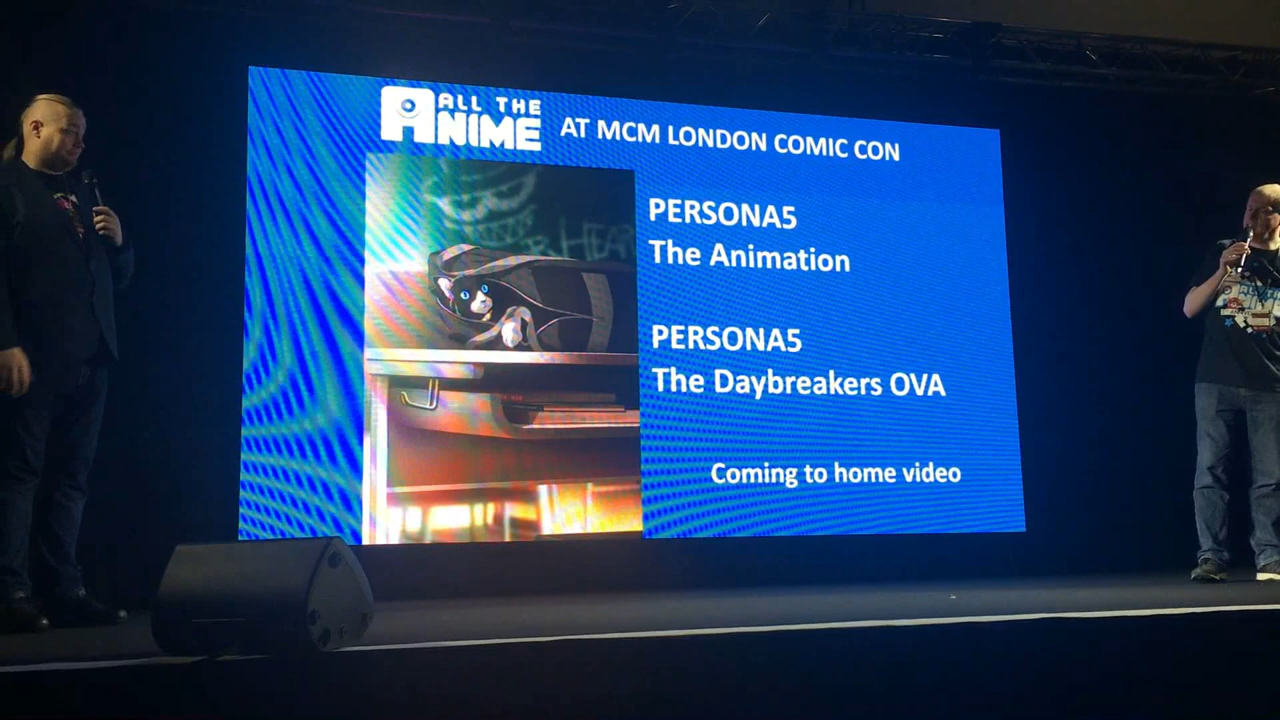 ALL THE
ANIME
AT MCM LONDON COMIC CON
PERSONA5
The Animation
PERSONA5
The Daybreakers OVA
Coming to home video